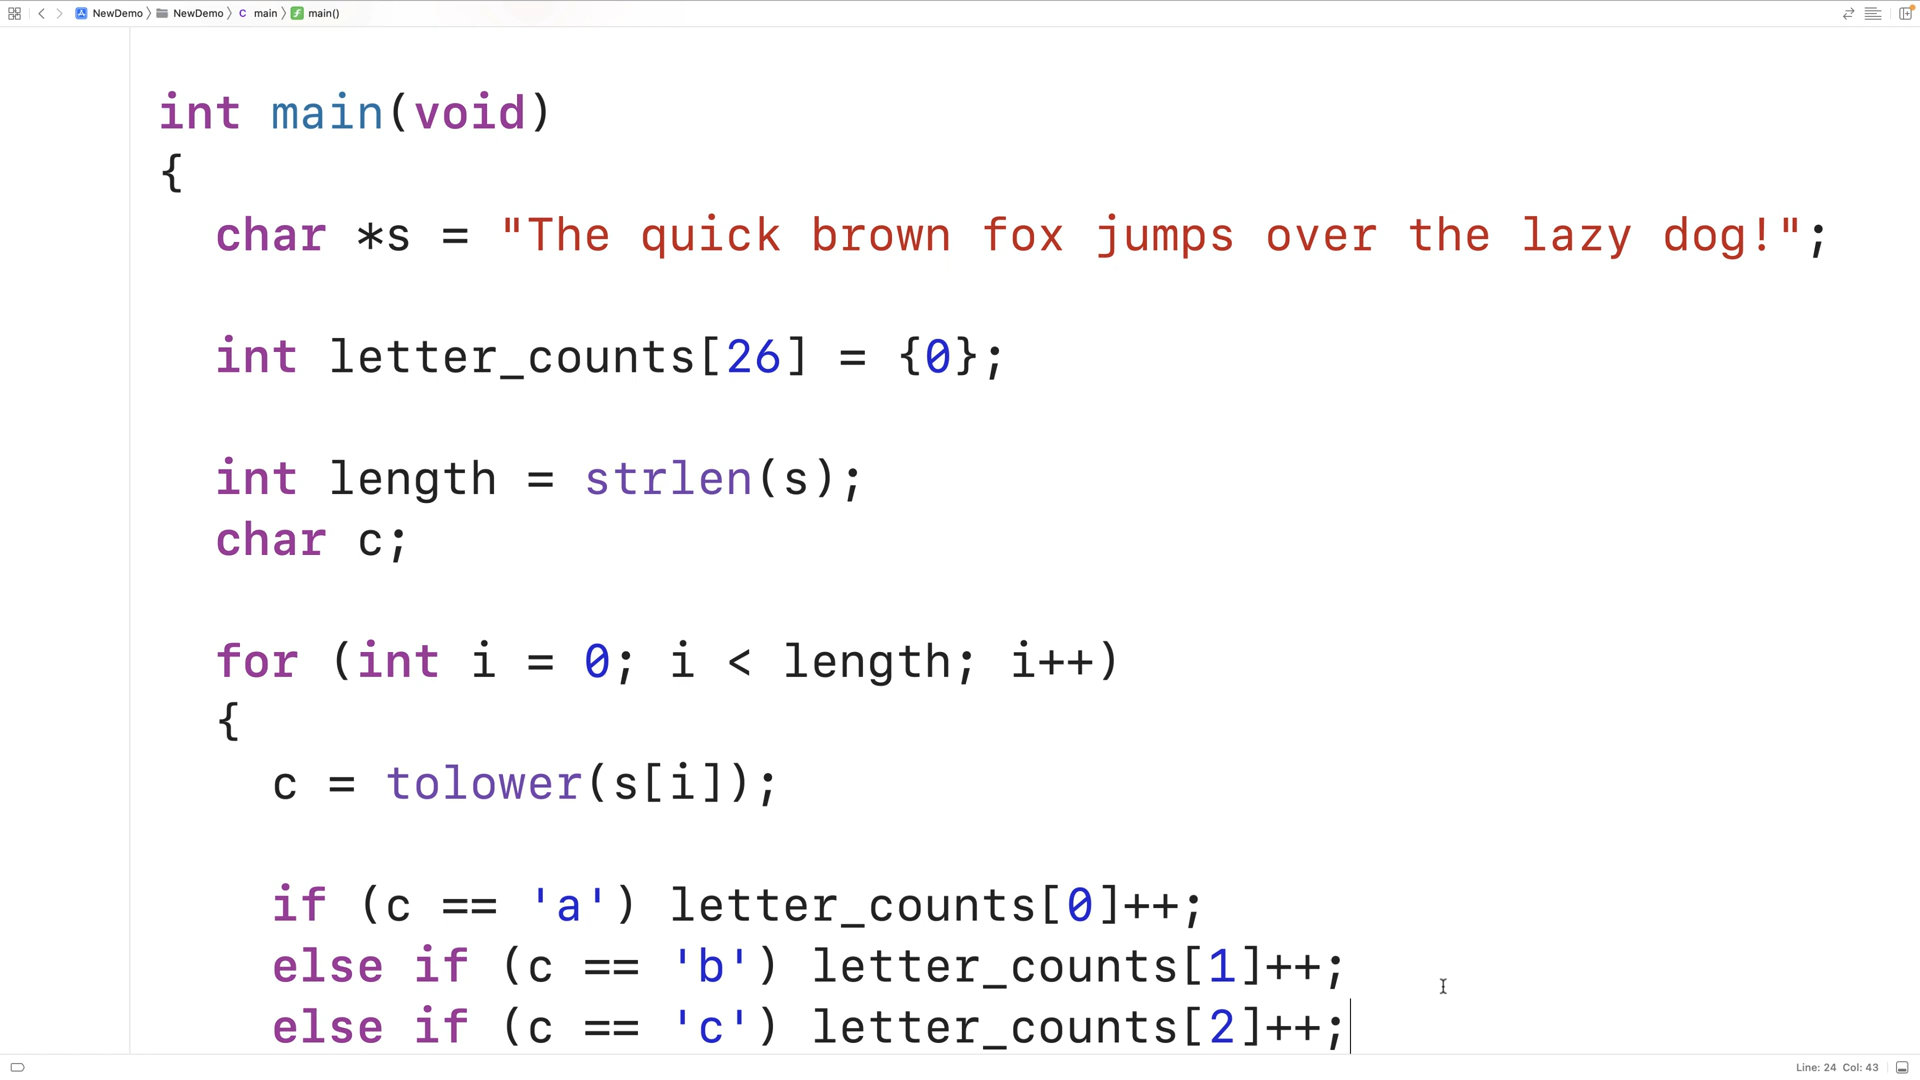 NewDemo NewDemo C main f main()
int main(void)
{
char *s = "The quick brown fox jumps over the lazy dog!";
int letter_counts[26] = {0};
int length = strlen(s);
char c;
for (int i = 0; i < length; i++)
{
c = tolower(s[i]);
if (c == 'a') letter_counts[0]++;
else if (c == 'b') letter_counts[1]++;
else if (c == 'c') letter_counts[2]++;
Line: 24 Col: 43